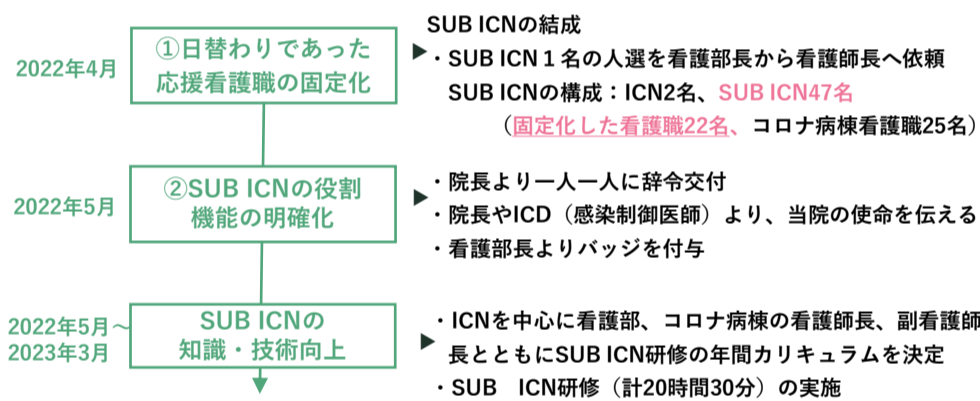 2022年4月
①日替わりであった
応援看護職の固定化
SUB ICNの結成
・SUB ICN１名の人選を看護部長から看護師長へ依頼
SUB ICNの構成：ICN2名、SUB ICN47名
（固定化した看護職22名、コロナ病棟看護職25名）
2022年5月
②SUB ICNの役割
機能の明確化
・院長より一人一人に辞令交付
・院長やICD（感染制御医師）より、当院の使命を伝える
・看護部長よりバッジを付与
2022年5月～
2023年3月
SUB ICNの
知識・技術向上
・ICNを中心に看護部、コロナ病棟の看護師長、副看護師
長とともにSUB ICN研修の年間カリキュラムを決定
・SUB　ICN研修（計20時間30分）の実施